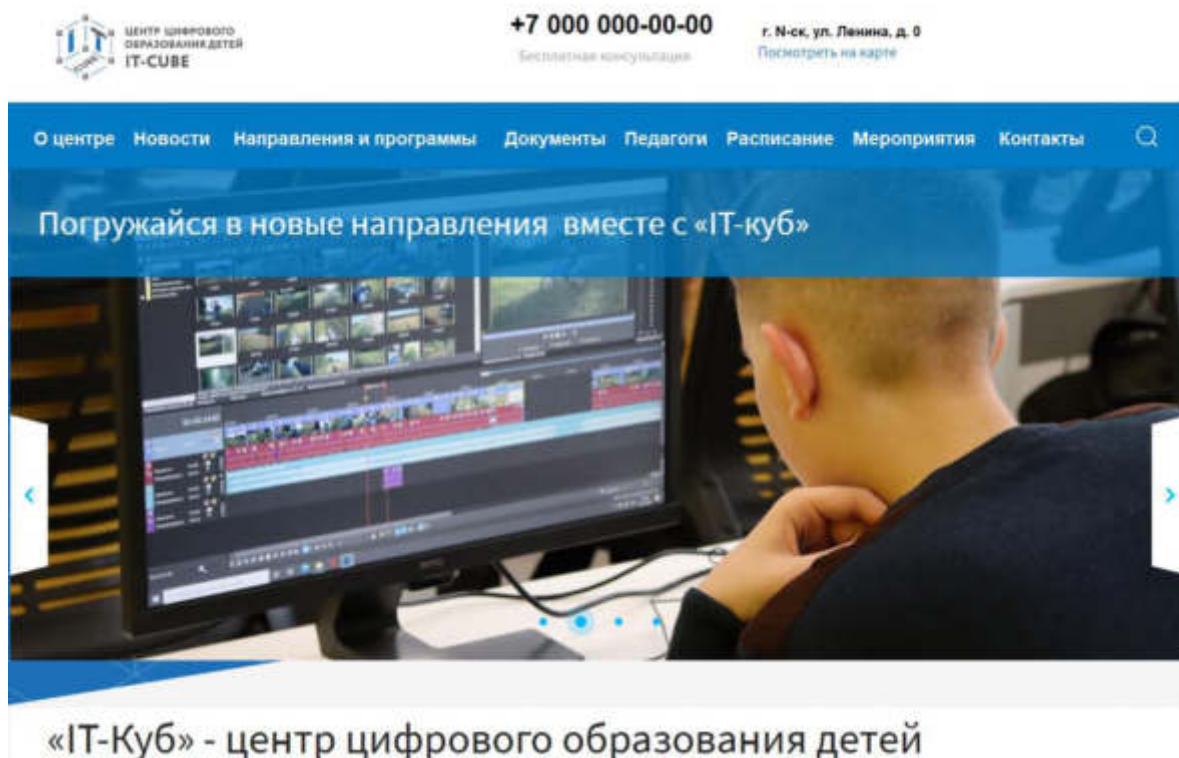 ЦЕНТР ЦИФРОВОГО
ОБРАЗОВАНИЯ ДЕТЕЙ
IT-CUBE
+7 000 000-00-00
Бесплатная консультация
г. N-ск, ул. Ленина, д. 0
Посмотреть на карте
О центре Новости Направления и программы Документы Педагоги Расписание Мероприятия Контакты
Погружайся в новые направления вместе с «IT-куб»
«IT-Куб» - центр цифрового образования детей